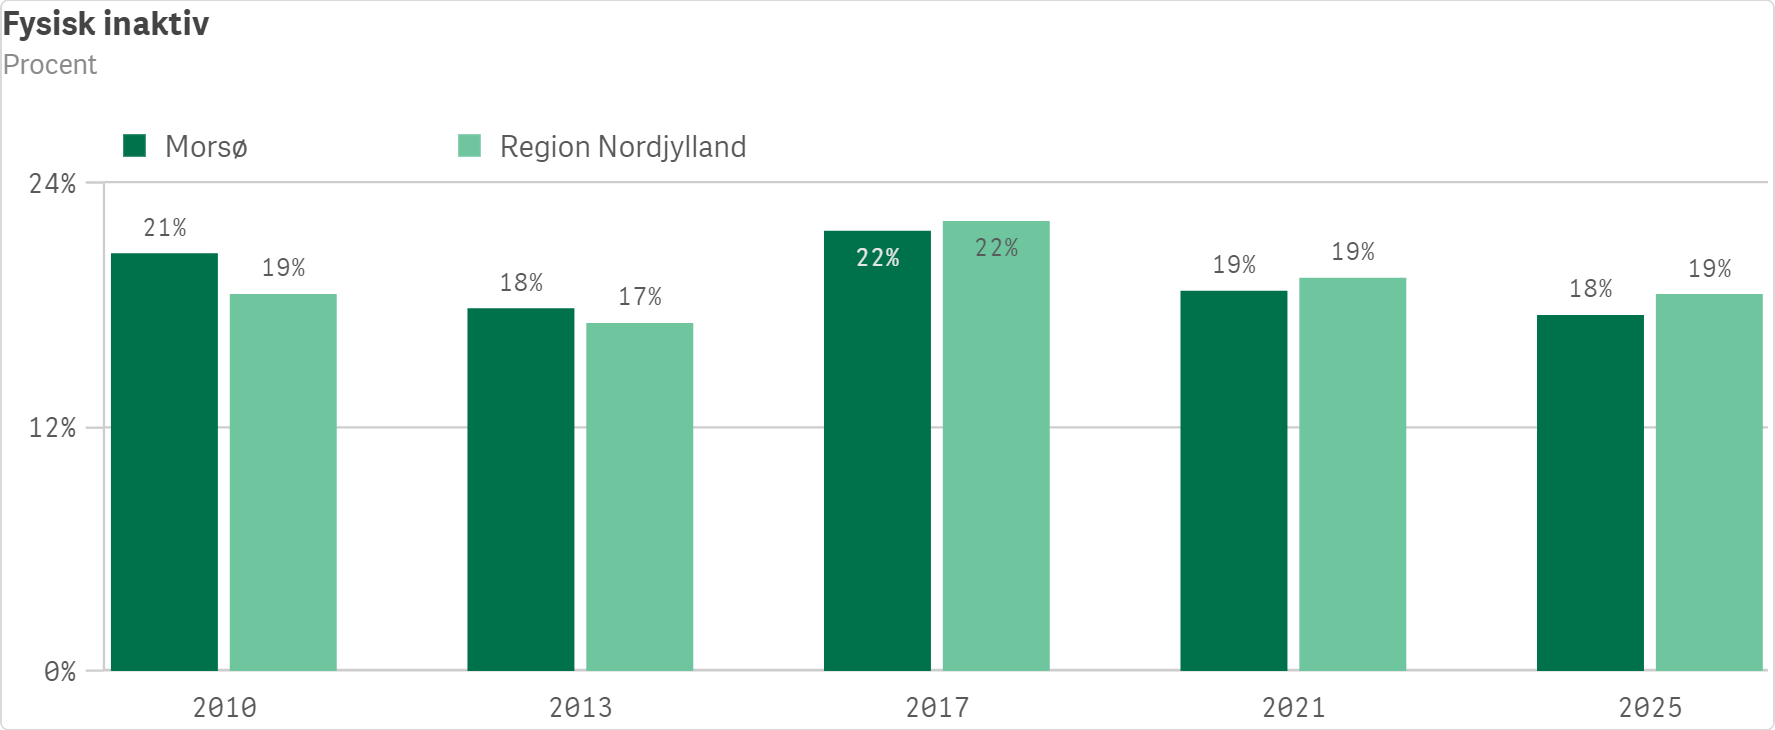 Fysisk inaktiv
Procent
Morsø Region Nordjylland
24%
12%
0%
21% 19% 18% 17% 22% 22% 19% 19% 18% 19%
2010 2013 2017 2021 2025